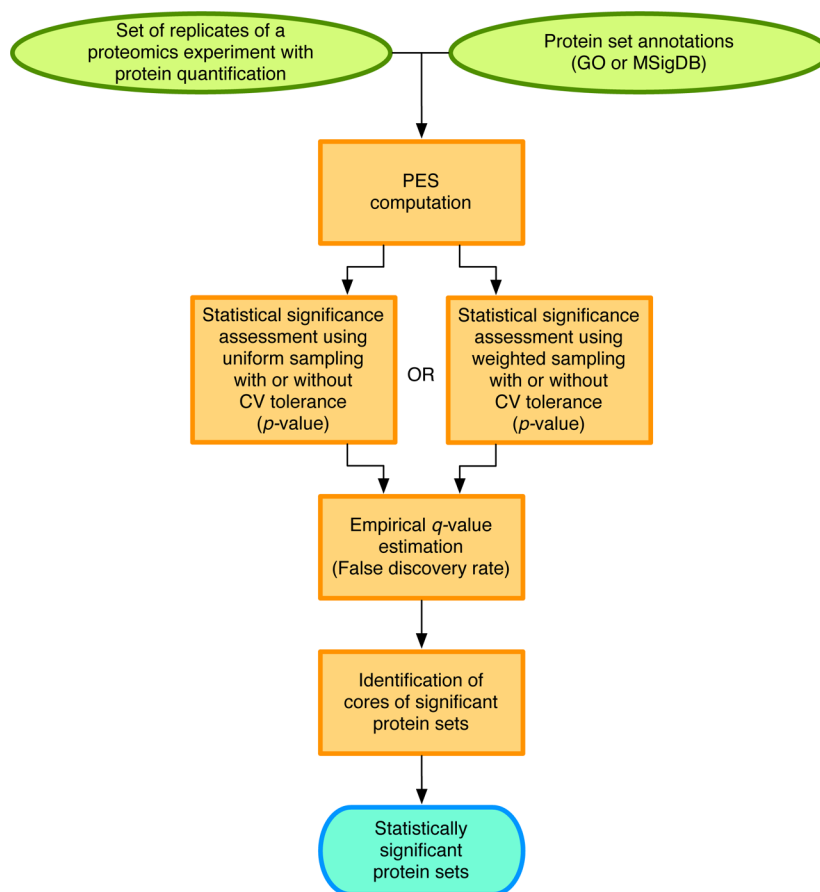 Set of replicates of a
proteomics experiment with
protein quantification
Protein set annotations
(GO or MSigDB)
PES
computation
Statistical significance
assessment using
uniform sampling
with or without
CV tolerance
(p-value)
OR
Statistical significance
assessment using
weighted sampling
with or without
CV tolerance
(p-value)
Empirical q-value
estimation
(False discovery rate)
Identification of
cores of significant
protein sets
Statistically
significant
protein sets